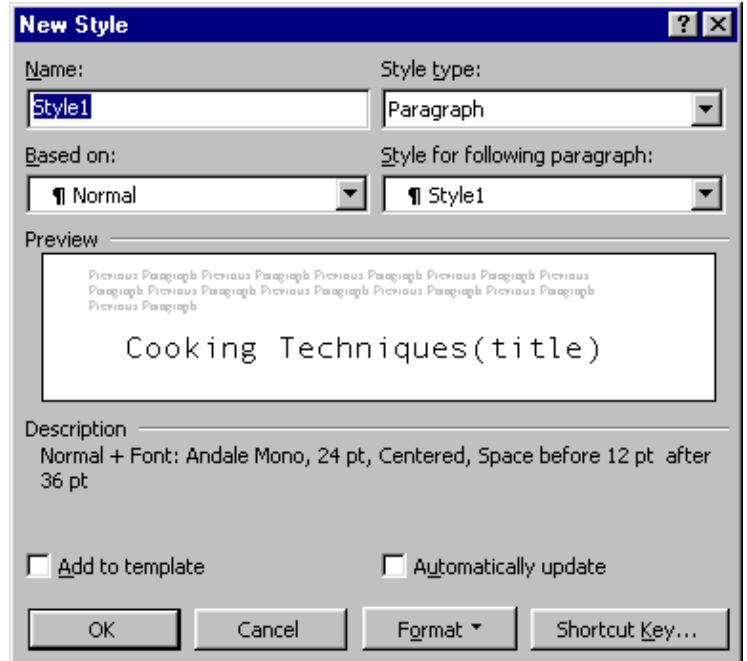 New Style
Name:
Style type:
Style1
Paragraph
Based on:
Style for following paragraph:
¶ Normal
¶ Style1
Preview
Previous Paragraph Previous Paragraph Previous Paragraph Previous Paragraph Previous
Paragraph Previous Paragraph Previous Paragraph Previous Paragraph Previous Paragraph
Previous Paragraph
Cooking Techniques(title)
Description
Normal + Font: Andale Mono, 24 pt, Centered, Space before 12 pt after
36 pt
Add to template
Automatically update
OK
Cancel
Format
Shortcut Key...